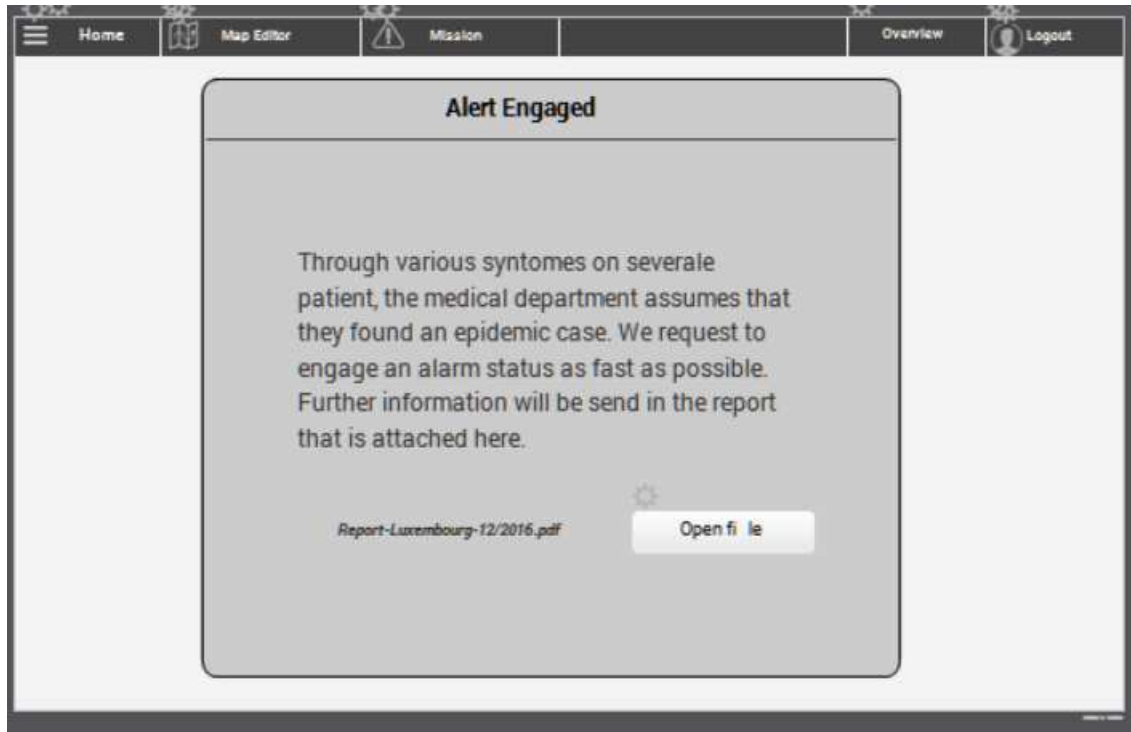 Home Map Editor Mission Overview Logout
Alert Engaged
Through various syntomes on severale
patient, the medical department assumes that
they found an epidemic case. We request to
engage an alarm status as fast as possible.
Further information will be send in the report
that is attached here.
Report-Luxembourg-12/2016.pdf Open fi le